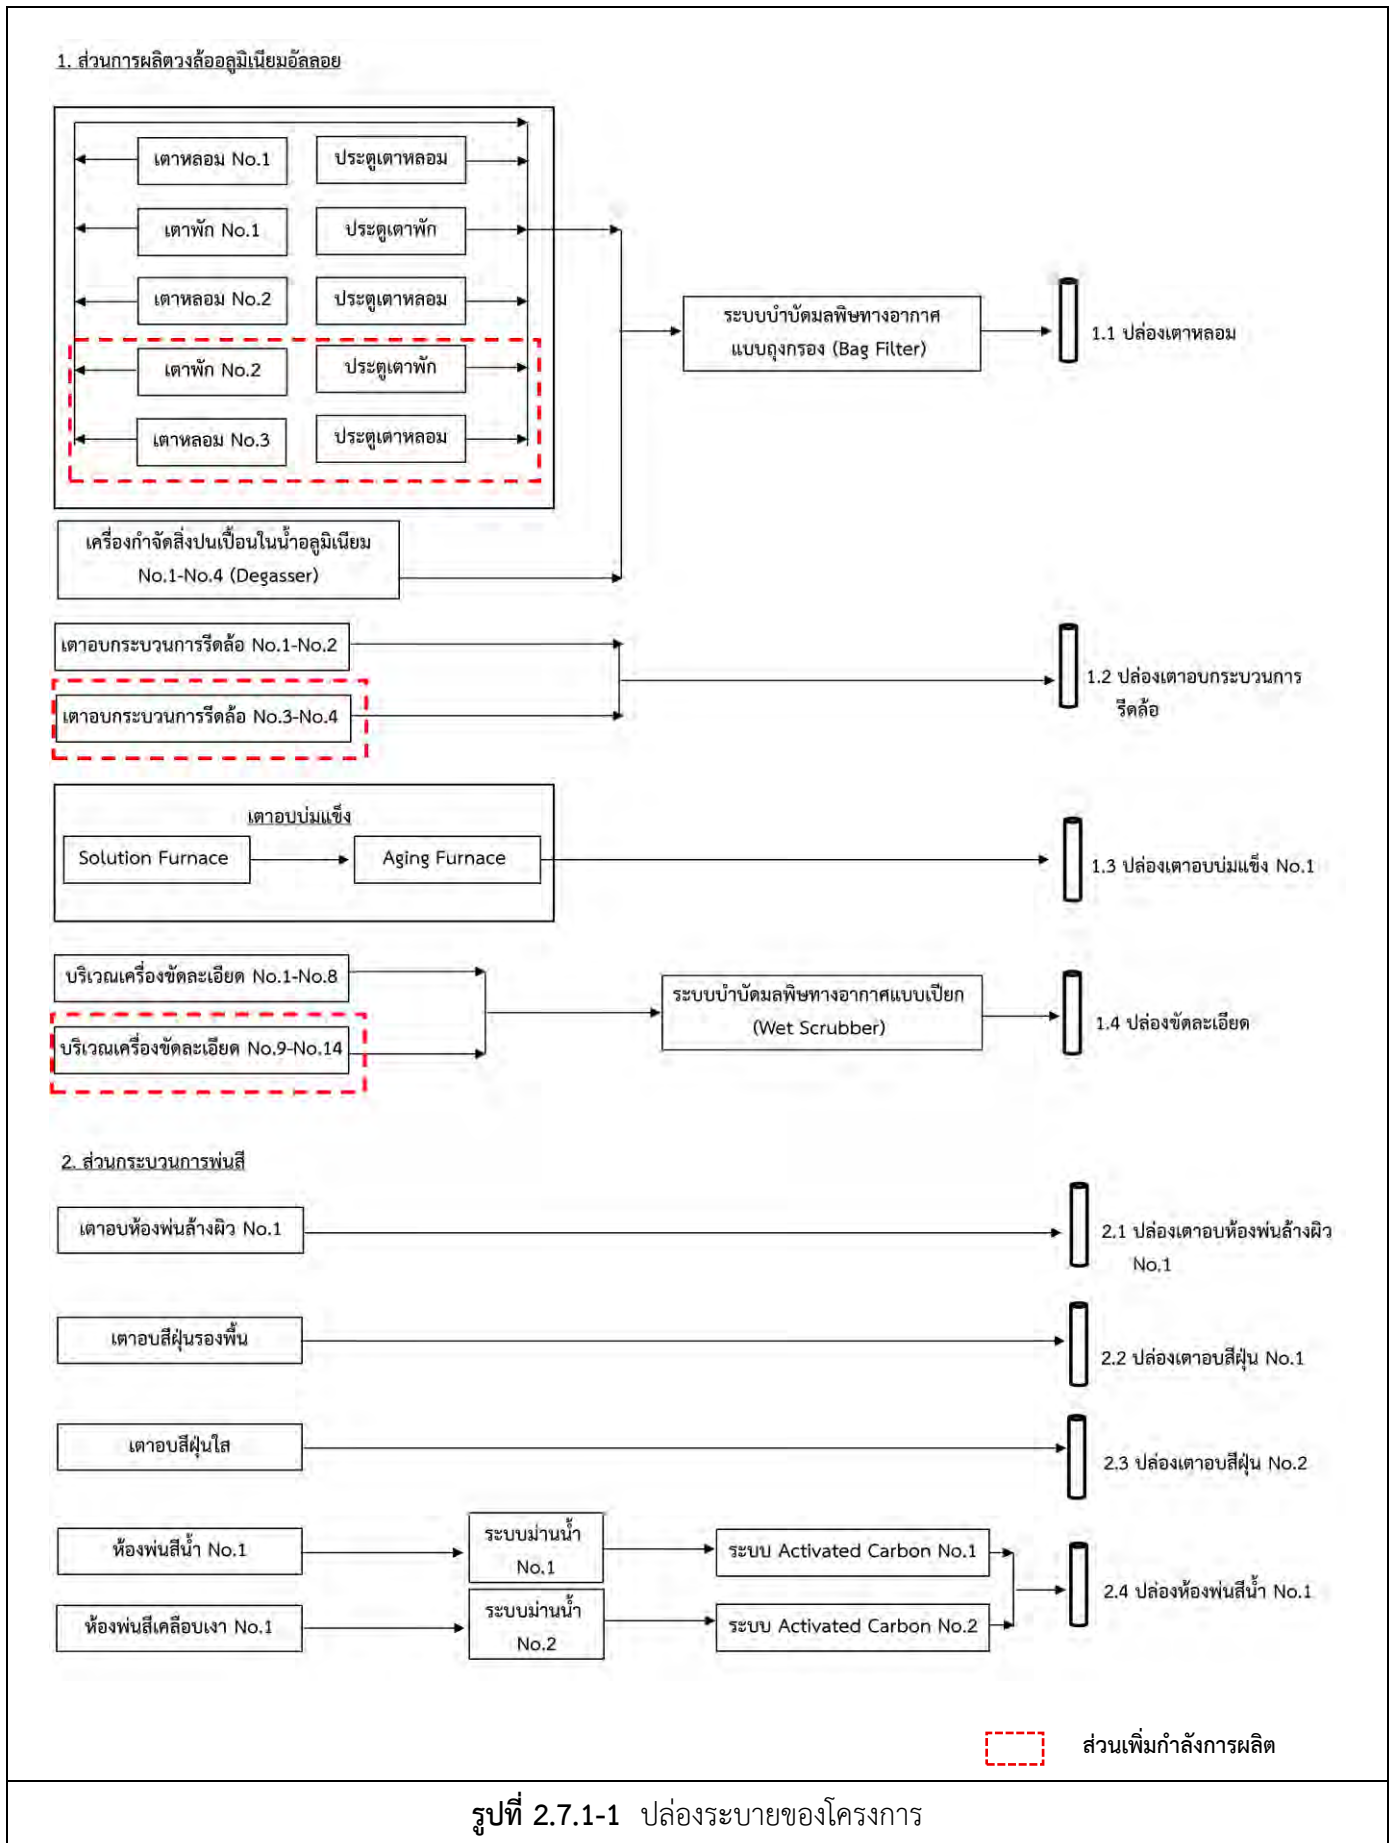 1. ส่วนการผลิตวงล้ออลูมิเนียมอัลลอย
เตาหลอม No.1
ประตูเตาหลอม
เตาพัก No.1
ประตูเตาพัก
เตาหลอม No.2
ประตูเตาหลอม
เตาพัก No.2
ประตูเตาพัก
เตาหลอม No.3
ประตูเตาหลอม
ระบบบำบัดมลพิษทางอากาศ
แบบถุงกรอง (Bag Filter)
1.1 ปล่องเตาหลอม
เครื่องกำจัดสิ่งปนเปื้อนในน้ำอลูมิเนียม
No.1-No.4 (Degasser)
เตาอบกระบวนการรีดล้อ No.1-No.2
เตาอบกระบวนการรีดล้อ No.3-No.4
1.2 ปล่องเตาอบกระบวนการ
รีดล้อ
เตาอบบ่มแข็ง
Solution Furnace
Aging Furnace
1.3 ปล่องเตาอบบ่มแข็ง No.1
บริเวณเครื่องขัดละเอียด No.1-No.8
บริเวณเครื่องขัดละเอียด No.9-No.14
ระบบบำบัดมลพิษทางอากาศแบบเปียก
(Wet Scrubber)
1.4 ปล่องขัดละเอียด
2. ส่วนกระบวนการพ่นสี
เตาอบห้องพ่นล้างผิว No.1
2.1 ปล่องเตาอบห้องพ่นล้างผิว
No.1
เตาอบสีฝุ่นรองพื้น
2.2 ปล่องเตาอบสีฝุ่น No.1
เตาอบสีฝุ่นใส
2.3 ปล่องเตาอบสีฝุ่น No.2
ห้องพ่นสีน้ำ No.1
ระบบม่านน้ำ
No.1
ระบบ Activated Carbon No.1
ห้องพ่นสีเคลือบเงา No.1
ระบบม่านน้ำ
No.2
ระบบ Activated Carbon No.2
2.4 ปล่องห้องพ่นสีน้ำ No.1
ส่วนเพิ่มกำลังการผลิต
รูปที่ 2.7.1-1 ปล่องระบายของโครงการ